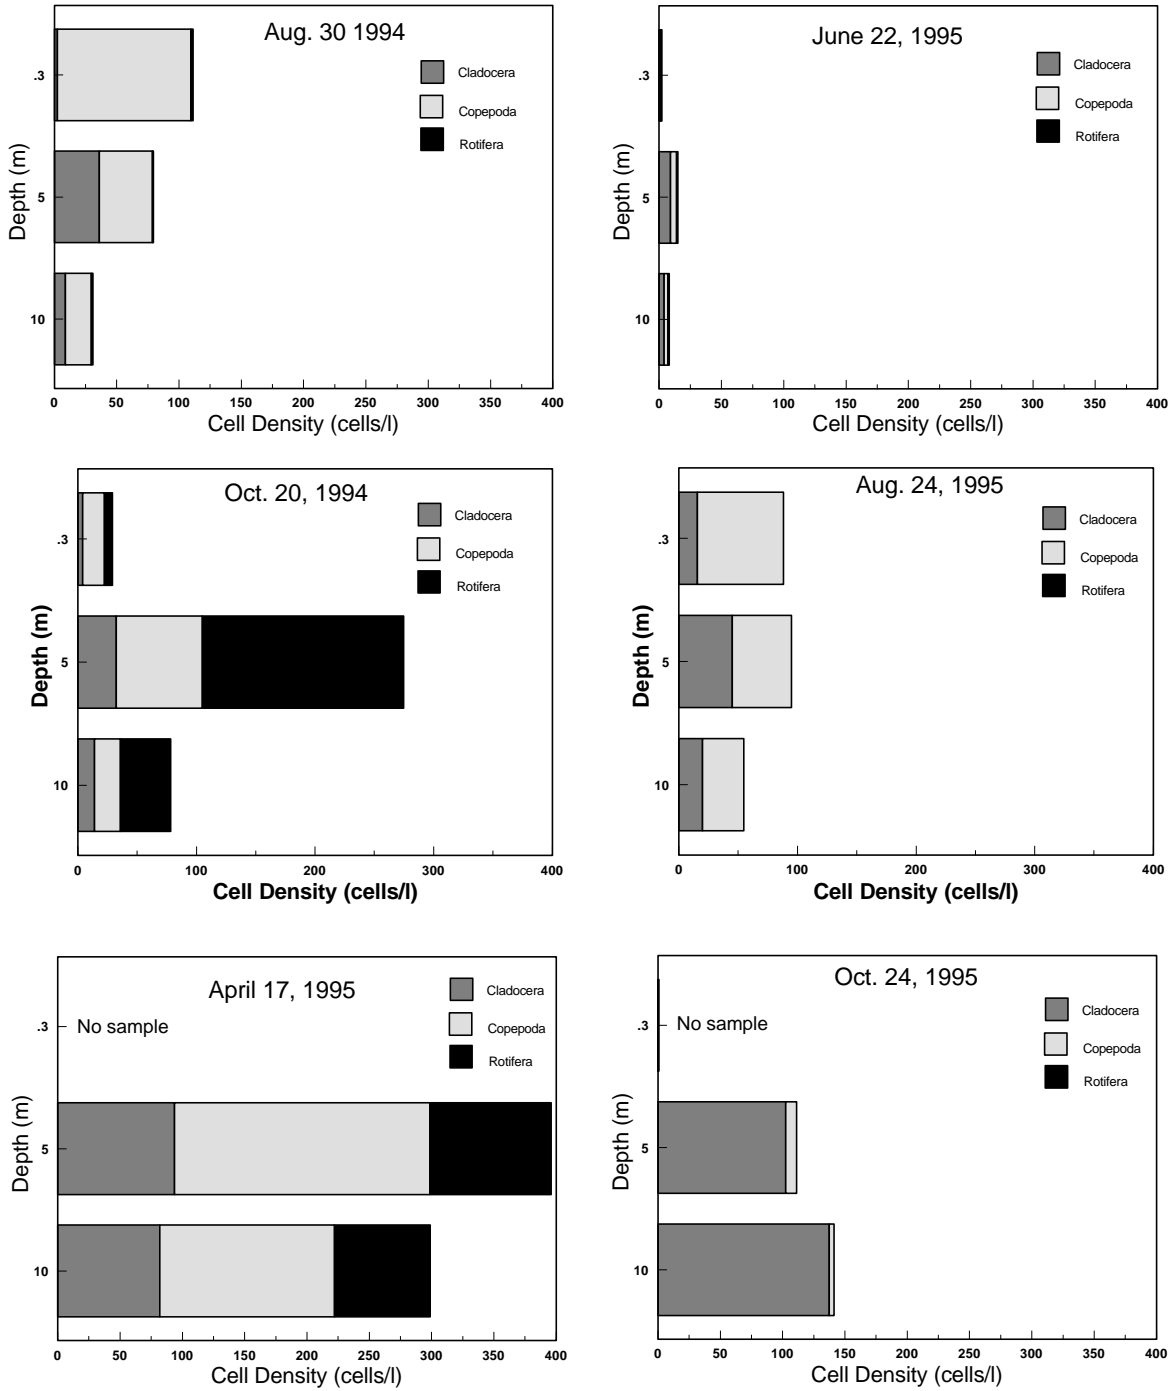 Aug. 30 1994
Cladocera
Copepoda
Rotifera
.3
5
10
Depth (m)
0 50 100 150 200 250 300 350 400
Cell Density (cells/l)
June 22, 1995
Cladocera
Copepoda
Rotifera
.3
5
10
Depth (m)
0 50 100 150 200 250 300 350 400
Cell Density (cells/l)
Oct. 20, 1994
Cladocera
Copepoda
Rotifera
.3
5
10
Depth (m)
0 100 200 300 400
Cell Density (cells/l)
Aug. 24, 1995
Cladocera
Copepoda
Rotifera
.3
5
10
Depth (m)
0 100 200 300 400
Cell Density (cells/l)
April 17, 1995
Cladocera
Copepoda
Rotifera
.3
No sample
5
10
Depth (m)
0 50 100 150 200 250 300 350 400
Cell Density (cells/l)
Oct. 24, 1995
Cladocera
Copepoda
Rotifera
.3
No sample
5
10
Depth (m)
0 50 100 150 200 250 300 350 400
Cell Density (cells/l)